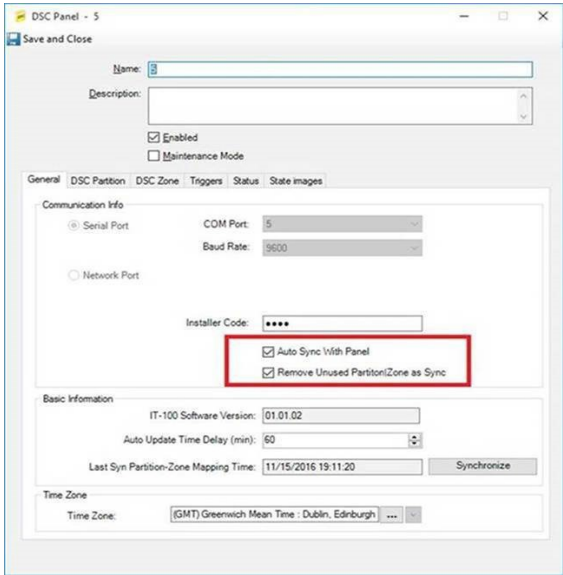 DSC Panel - 5
Save and Close
Name: 5
Description:
Enabled
Maintenance Mode
General DSC Partition DSC Zone Triggers Status State images
Communication Info
Serial Port COM Port: 5
Baud Rate: 9600
Network Port
Installer Code: ●●●●
Auto Sync With Panel
Remove Unused Partiton|Zone as Sync
Basic Information
IT-100 Software Version: 01.01.02
Auto Update Time Delay (min): 60
Last Syn Partition-Zone Mapping Time: 11/15/2016 19:11:20 Synchronize
Time Zone
Time Zone: (GMT) Greenwich Mean Time : Dublin, Edinburgh ...